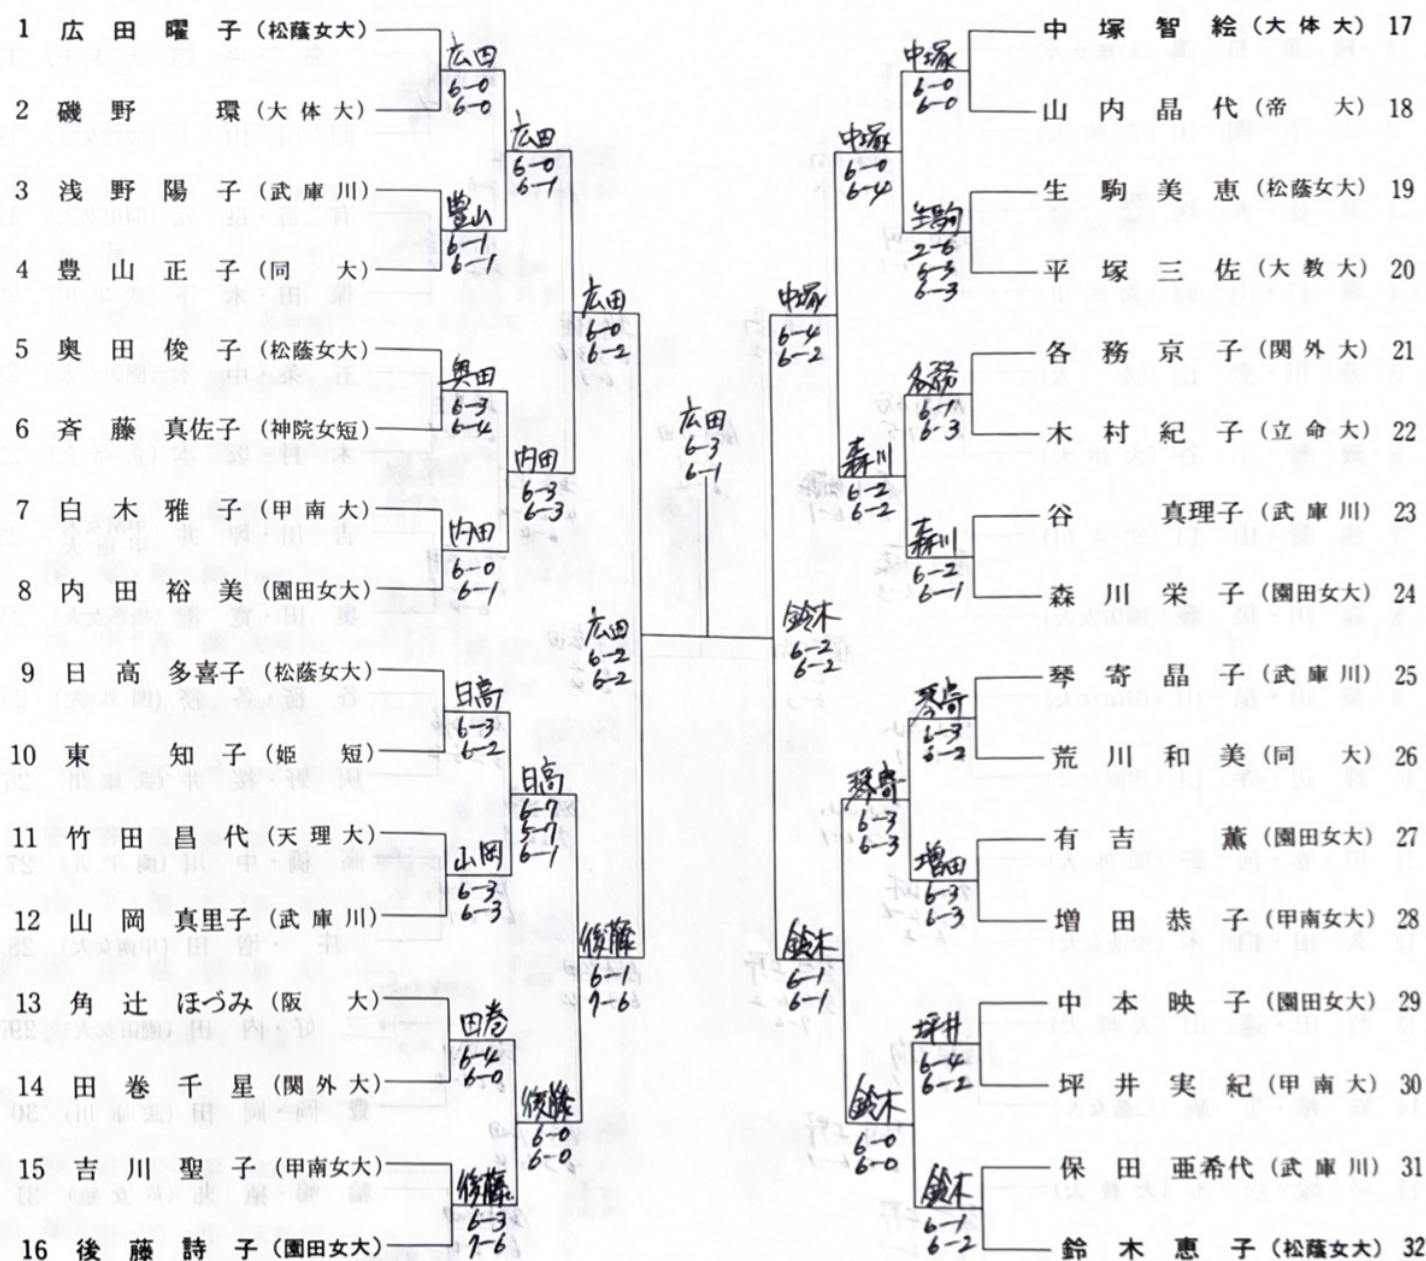 1 広田曜子(松蔭女大)
2 磯野環(大体大)
3 浅野陽子(武庫川)
4 豊山正子(同大)
5 奥田俊子(松蔭女大)
6 斉藤真佐子(神院女短)
7 白木雅子(甲南大)
8 内田裕美(園田女大)
9 日高多喜子(松蔭女大)
10 東知子(姫短)
11 竹田昌代(天理大)
12 山岡真里子(武庫川)
13 角辻ほづみ(阪大)
14 田巻千星(関外大)
15 吉川聖子(甲南女大)
16 後藤詩子(園田女大)
広田
6-0
6-0
豊山
6-1
6-1
奥田
6-3
6-4
内田
6-0
6-1
日高
6-3
6-2
山岡
6-3
6-3
田巻
6-4
6-0
後藤
6-3
7-6
広田
6-0
6-1
内田
6-3
6-3
日高
6-7
5-7
6-1
後藤
6-0
6-0
広田
6-0
6-2
後藤
6-1
7-6
広田
6-2
6-2
広田
6-3
6-1
鈴木
6-2
6-2
中塚
6-4
6-2
鈴木
6-1
6-1
中塚
6-0
6-4
森川
6-2
6-2
琴寄
6-3
6-3
鈴木
6-0
6-0
中塚
6-0
6-0
生駒
2-6
6-3
各務
6-1
6-3
森川
6-2
6-1
琴寄
6-3
6-2
増田
6-3
6-3
坪井
6-4
6-2
鈴木
6-1
6-2
中塚智絵(大体大) 17
山内晶代(帝大) 18
生駒美恵(松蔭女大) 19
平塚三佐(大教大) 20
各務京子(関外大) 21
木村紀子(立命大) 22
谷真理子(武庫川) 23
森川栄子(園田女大) 24
琴寄晶子(武庫川) 25
荒川和美(同大) 26
有吉薫(園田女大) 27
増田恭子(甲南女大) 28
中本映子(園田女大) 29
坪井実紀(甲南大) 30
保田亜希代(武庫川) 31
鈴木恵子(松蔭女大) 32